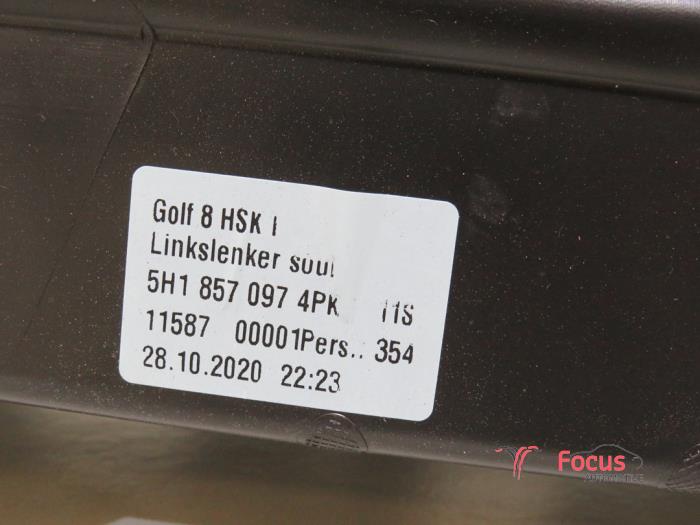 Golf 8 HSK
Linkslenker soul
5H1 857 097 4PK 11S
11587 00001Pers.. 354
28.10.2020 22:23
Focus
AUTOMOTIVE